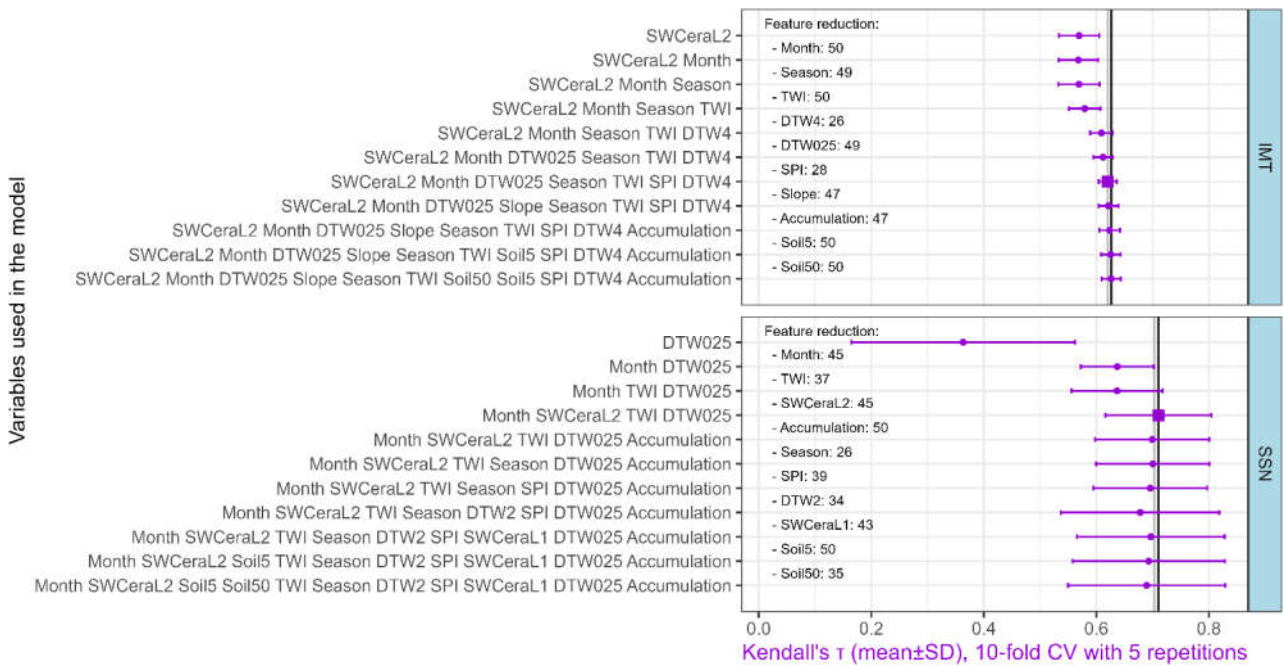 Variables used in the model
SWCeraL2
SWCeraL2 Month
SWCeraL2 Month Season
SWCeraL2 Month Season TWI
SWCeraL2 Month Season TWI DTW4
SWCeraL2 Month DTW025 Season TWI DTW4
SWCeraL2 Month DTW025 Season TWI SPI DTW4
SWCeraL2 Month DTW025 Slope Season TWI SPI DTW4
SWCeraL2 Month DTW025 Slope Season TWI SPI DTW4 Accumulation
SWCeraL2 Month DTW025 Slope Season TWI Soil5 SPI DTW4 Accumulation
SWCeraL2 Month DTW025 Slope Season TWI Soil50 Soil5 SPI DTW4 Accumulation
Feature reduction:
- Month: 50
- Season: 49
- TWI: 50
- DTW4: 26
- DTW025: 49
- SPI: 28
- Slope: 47
- Accumulation: 47
- Soil5: 50
- Soil50: 50
IMT
DTW025
Month DTW025
Month TWI DTW025
Month SWCeraL2 TWI DTW025
Month SWCeraL2 TWI DTW025 Accumulation
Month SWCeraL2 TWI Season DTW025 Accumulation
Month SWCeraL2 TWI Season SPI DTW025 Accumulation
Month SWCeraL2 TWI Season DTW2 SPI DTW025 Accumulation
Month SWCeraL2 TWI Season DTW2 SPI SWCeraL1 DTW025 Accumulation
Month SWCeraL2 Soil5 TWI Season DTW2 SPI SWCeraL1 DTW025 Accumulation
Month SWCeraL2 Soil5 Soil50 TWI Season DTW2 SPI SWCeraL1 DTW025 Accumulation
Feature reduction:
- Month: 45
- TWI: 37
- SWCeraL2: 45
- Accumulation: 50
- Season: 26
- SPI: 39
- DTW2: 34
- SWCeraL1: 43
- Soil5: 50
- Soil50: 35
SSN
0.0 0.2 0.4 0.6 0.8
Kendall's τ (mean±SD), 10-fold CV with 5 repetitions